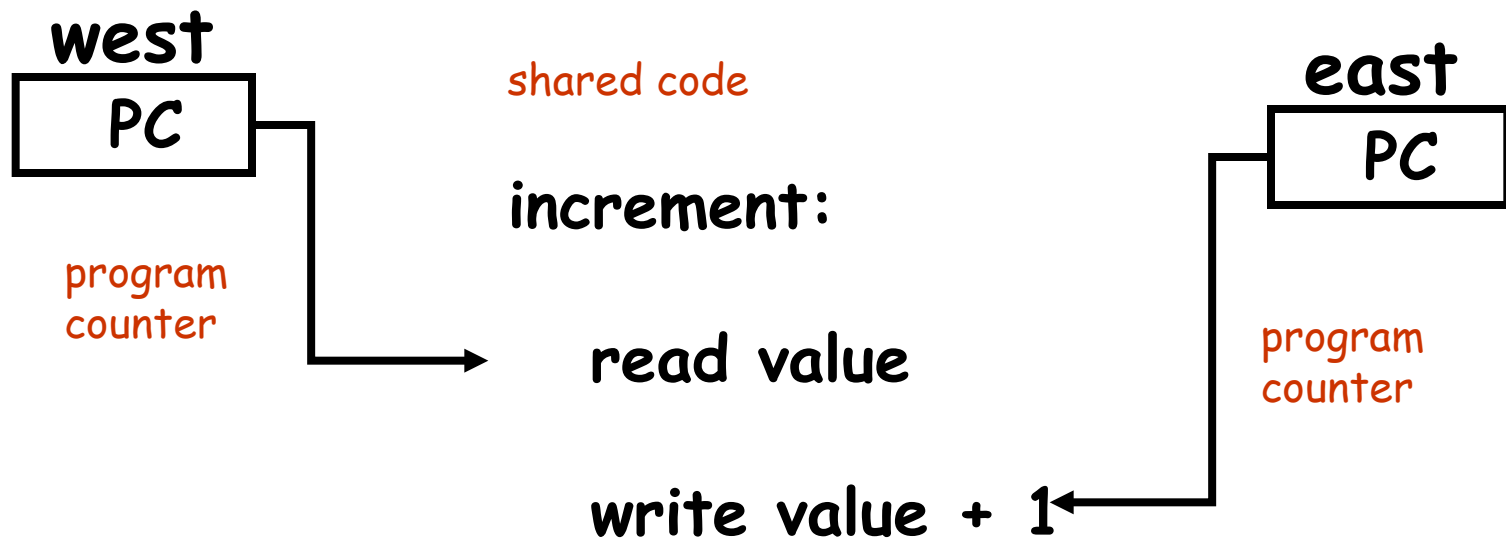 west
PC
program
counter
shared code
increment:
read value
write value + 1
east
PC
program
counter